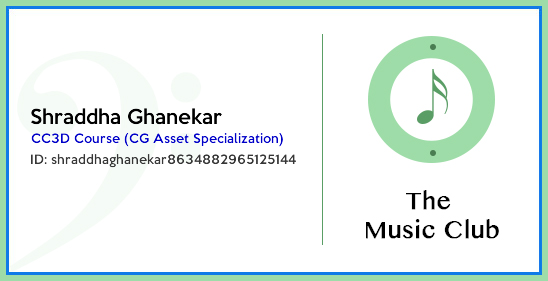 Shraddha Ghanekar
CC3D Course (CG Asset Specialization)
ID: shraddhaghanekar8634882965125144
The
Music Club